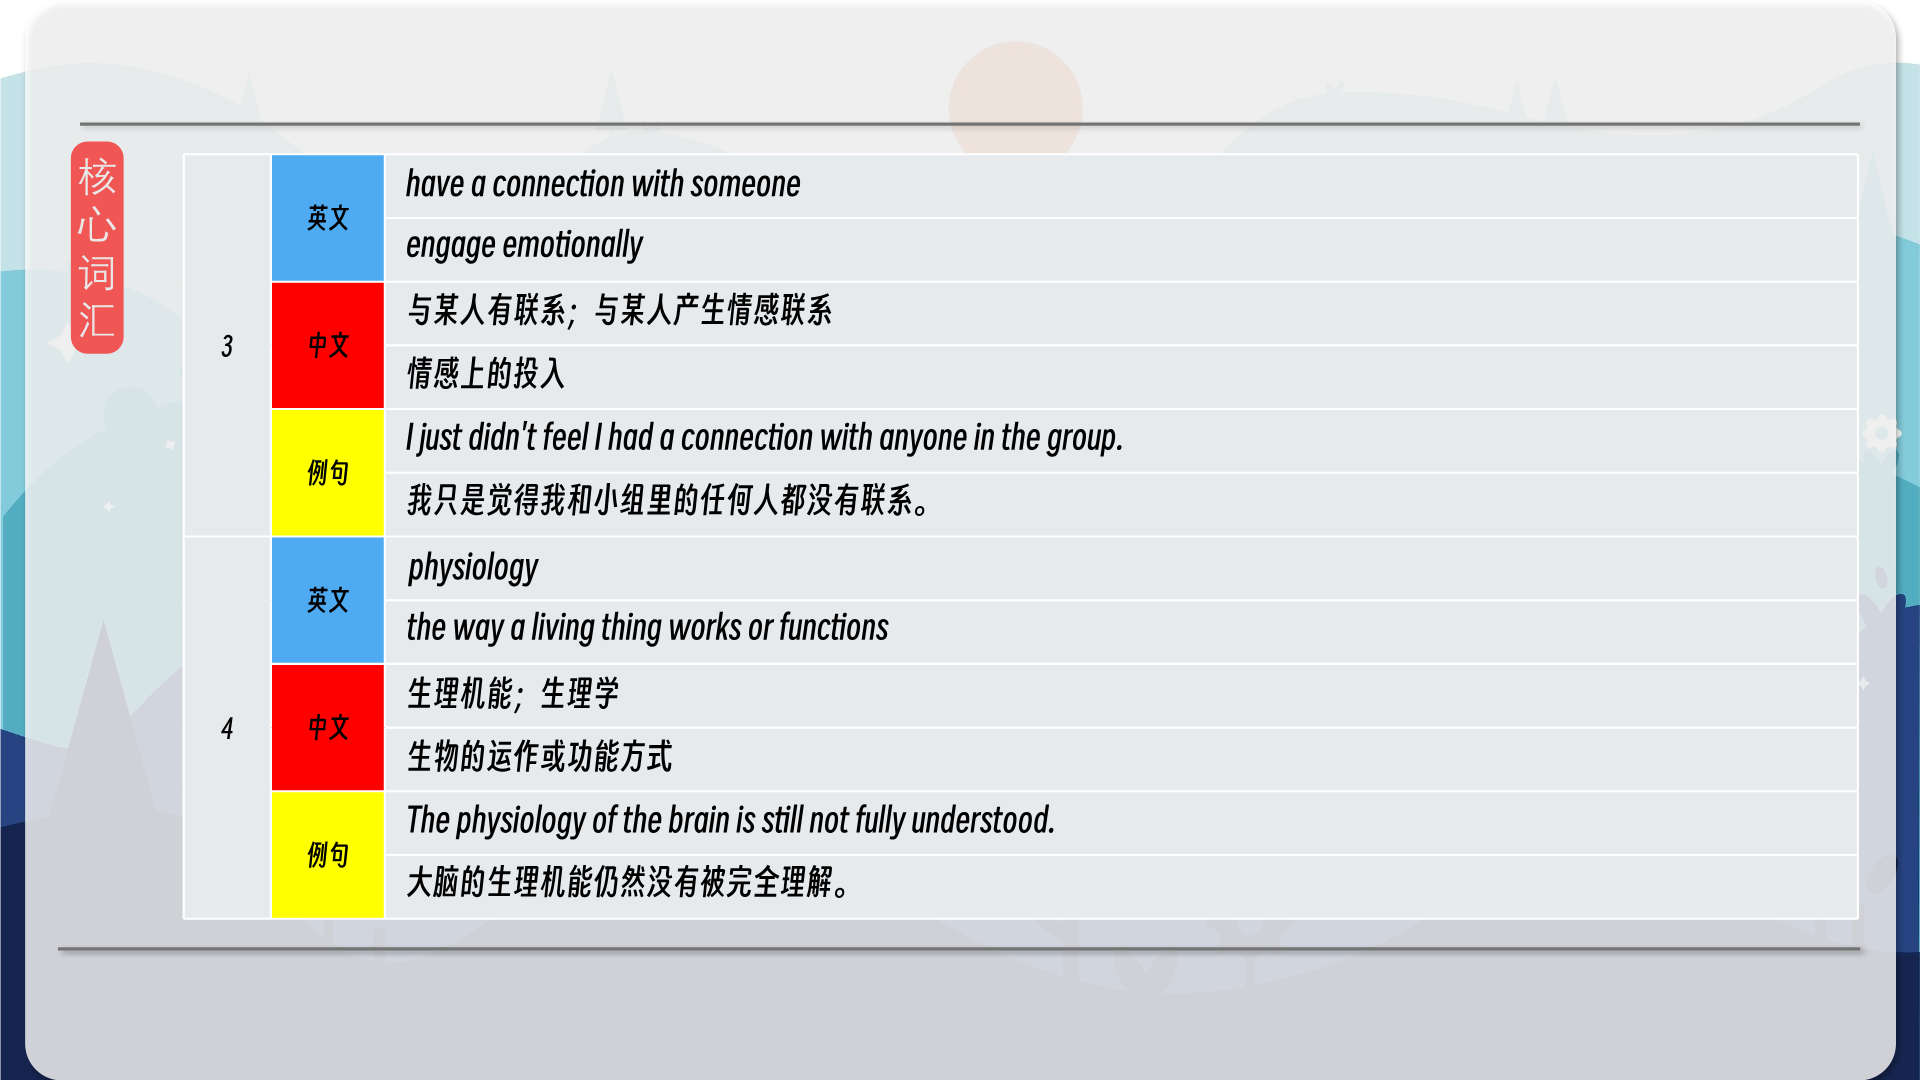 核心词汇
3
英文
have a connection with someone
engage emotionally
中文
与某人有联系；与某人产生情感联系
情感上的投入
例句
I just didn't feel I had a connection with anyone in the group.
我只是觉得我和小组里的任何人都没有联系。
4
英文
physiology
the way a living thing works or functions
中文
生理机能；生理学
生物的运作或功能方式
例句
The physiology of the brain is still not fully understood.
大脑的生理机能仍然没有被完全理解。